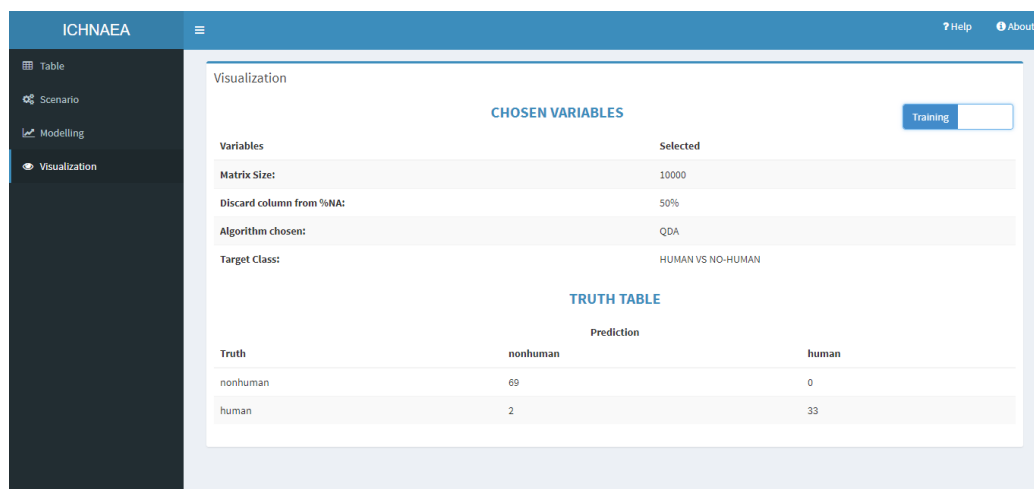 ICHNAEA
? Help
About
Table
Scenario
Modelling
Visualization
Visualization
CHOSEN VARIABLES
Training
Variables Selected
Matrix Size: 10000
Discard column from %NA: 50%
Algorithm chosen: QDA
Target Class: HUMAN VS NO-HUMAN
TRUTH TABLE
Prediction
Truth nonhuman human
nonhuman 69 0
human 2 33